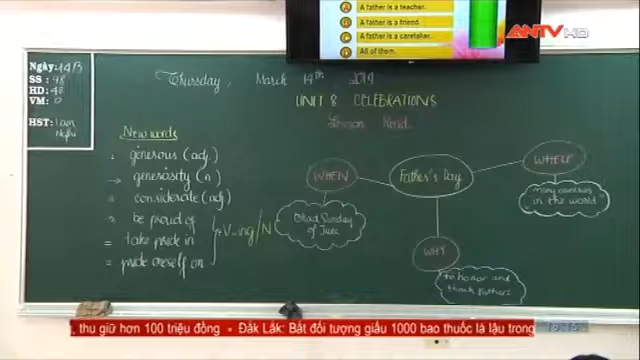 A A father is a teacher.
B A father is a friend.
C A father is a caretaker.
D All of them.
ANTV HD
Ngày: 14/3
SS : 48
HD: 48
VM: 0
HST:
Thursday, March 14th, 2019
UNIT 8 CELEBRATIONS
Lesson Read
New words
generous (adj)
→ generosity (n)
considerate (adj)
be proud of
= take pride in
= pride oneself on
+ V-ing/N
WHEN
Father's Day
WHERE
many countries
in the world
Sunday
of June
WHY
to honor and
thank fathers
thu giữ hơn 100 triệu đồng • Đắk Lắk: Bắt đối tượng giấu 1000 bao thuốc lá lậu trong